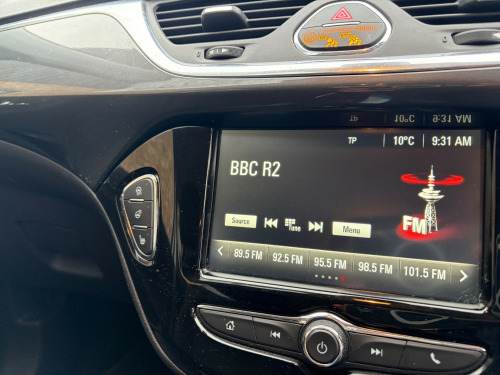 TP 10°C 9:31 AM
BBC R2
FM
Source Tune Menu
89.5 FM 92.5 FM 95.5 FM 98.5 FM 101.5 FM